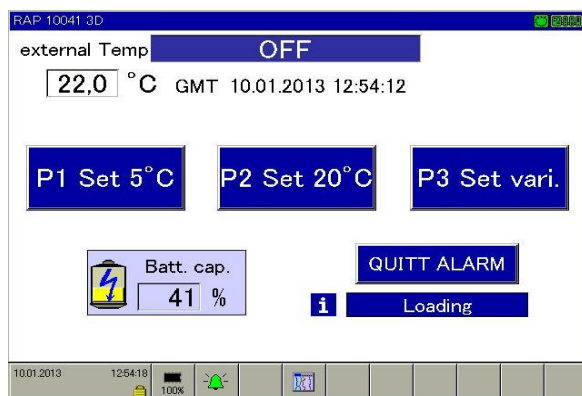 RAP 10041 3D
external Temp OFF
22,0 °C GMT 10.01.2013 12:54:12
P1 Set 5°C P2 Set 20°C P3 Set vari.
Batt. cap.
41 %
QUITT ALARM
i Loading
10.01.2013 12:54:18
100%